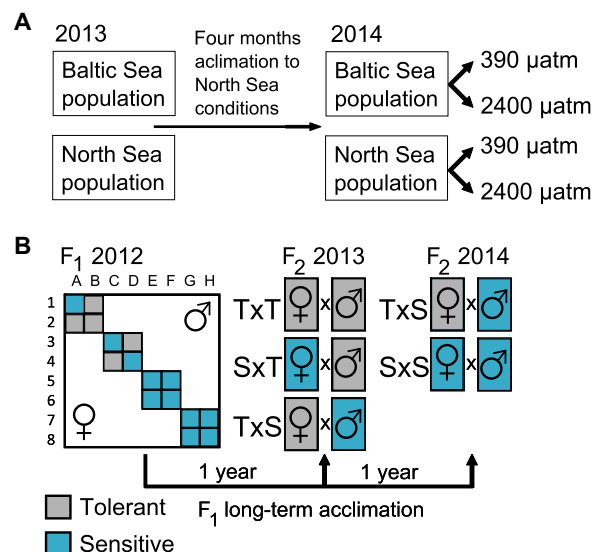 A
2013
Four months
aclimation to
North Sea
conditions
2014
Baltic Sea
population
North Sea
population
Baltic Sea
population
North Sea
population
390 µatm
2400 µatm
390 µatm
2400 µatm
B
F1 2012
A B C D E F G H
1
2
3
4
5
6
7
8
♂
♀
F2 2013
TxT ♀ x ♂
SxT ♀ x ♂
TxS ♀ x ♂
F2 2014
TxS ♀ x ♂
SxS ♀ x ♂
1 year
1 year
F1 long-term acclimation
Tolerant
Sensitive